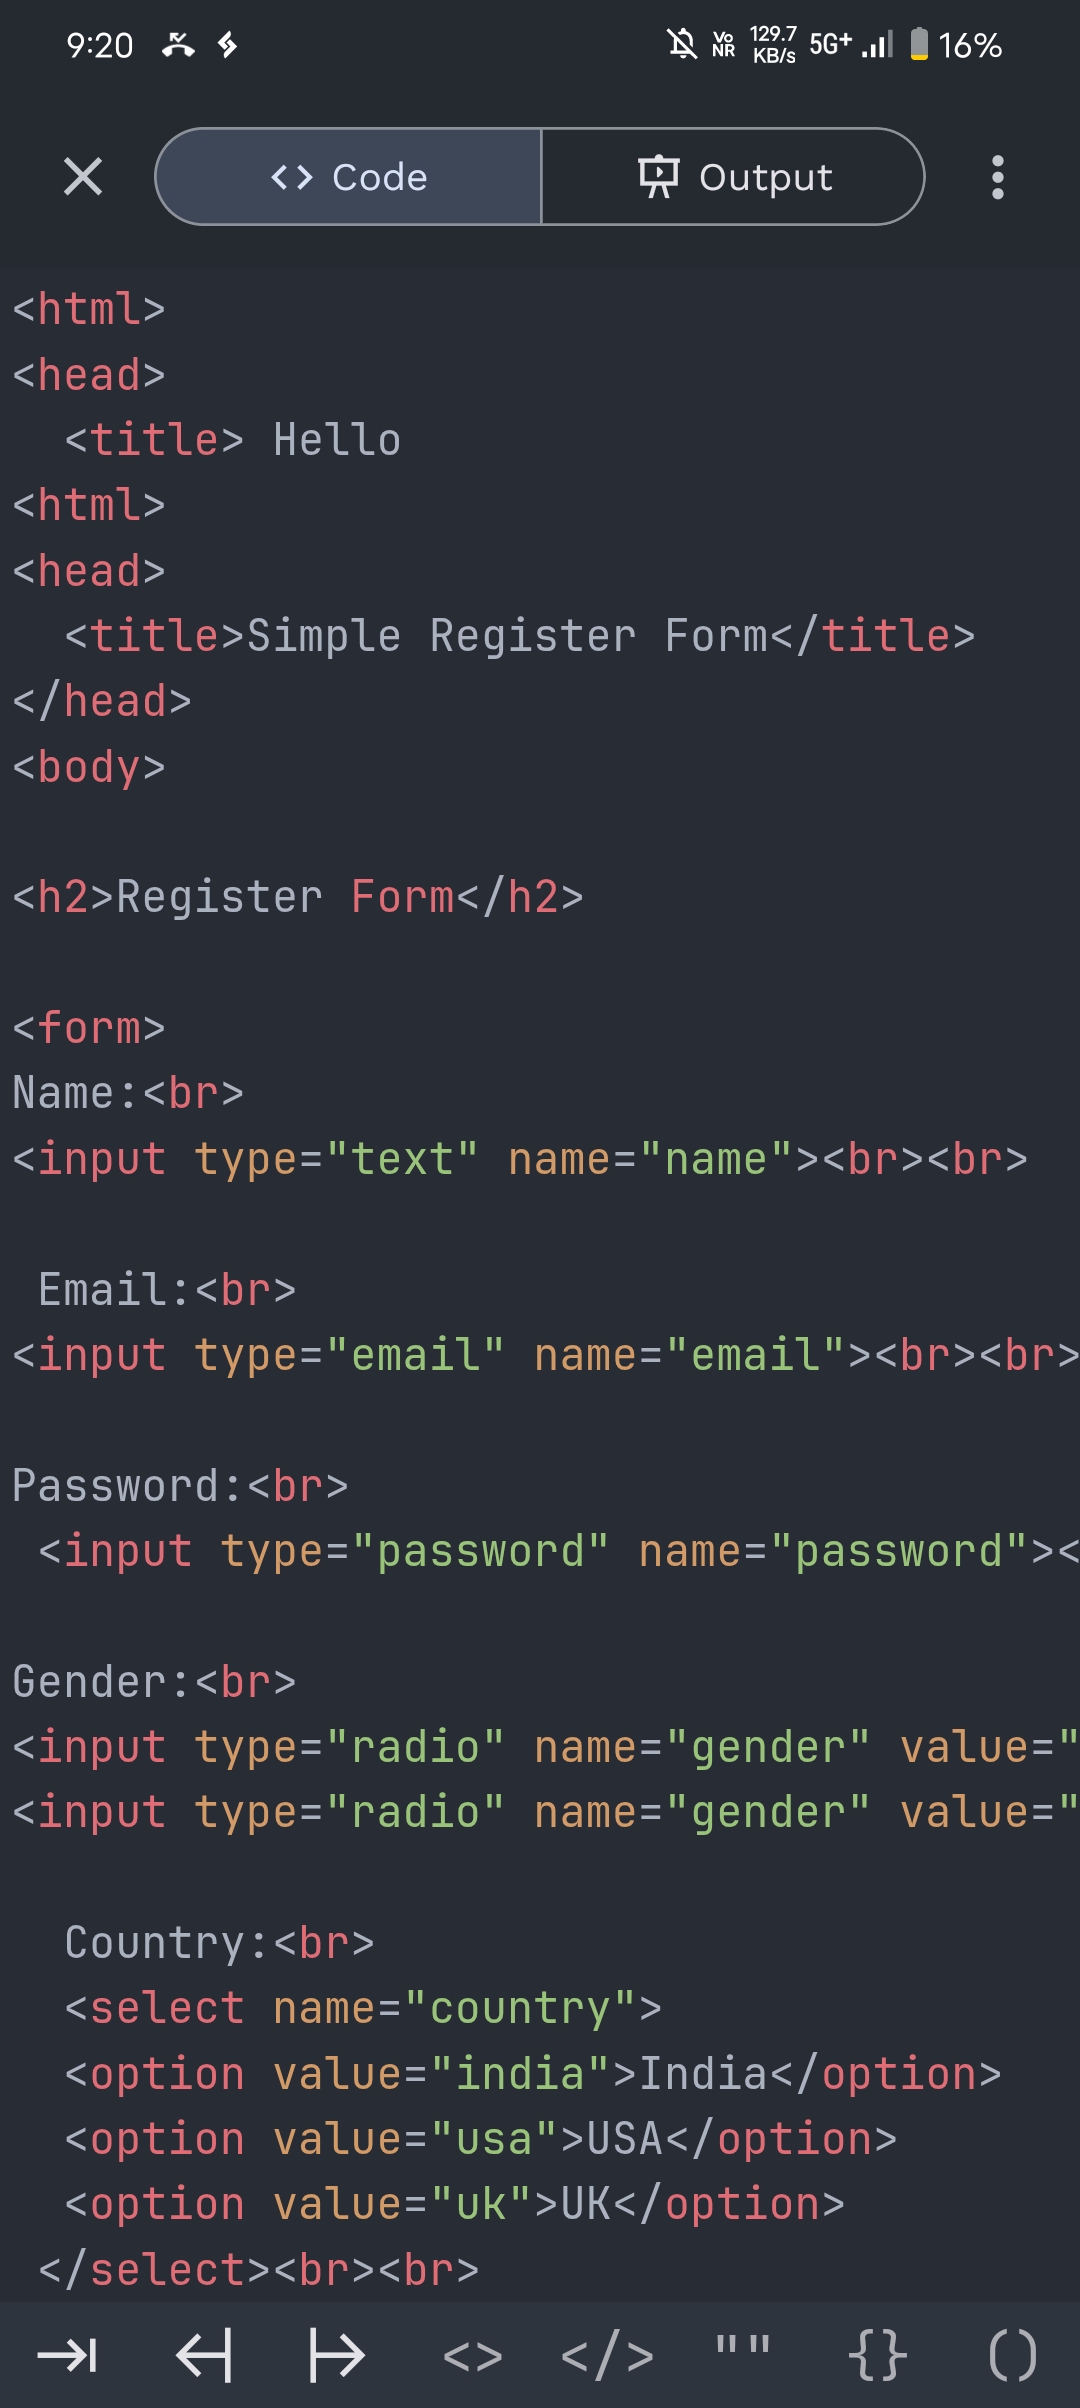 9:20 Vo NR 129.7 KB/s 5G+ 16%
<> Code Output
<html>
<head>
  <title> Hello
<html>
<head>
  <title>Simple Register Form</title>
</head>
<body>

<h2>Register Form</h2>

<form>
Name:<br>
<input type="text" name="name"><br><br>

 Email:<br>
<input type="email" name="email"><br><br>

Password:<br>
 <input type="password" name="password"><

Gender:<br>
<input type="radio" name="gender" value="
<input type="radio" name="gender" value="

  Country:<br>
  <select name="country">
  <option value="india">India</option>
  <option value="usa">USA</option>
  <option value="uk">UK</option>
 </select><br><br>
<> </> "" {} ()